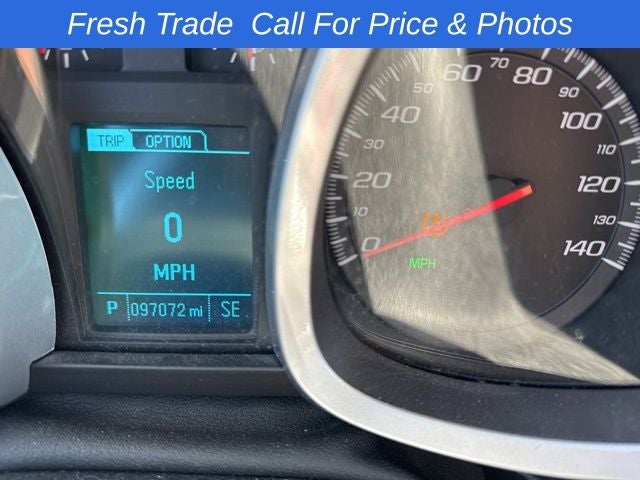 Fresh Trade  Call For Price & Photos
TRIP OPTION
Speed
0
MPH
P 097072 mi SE
0 10 20 30 40 50 60 70 80 90 100 110 120 130 140
MPH